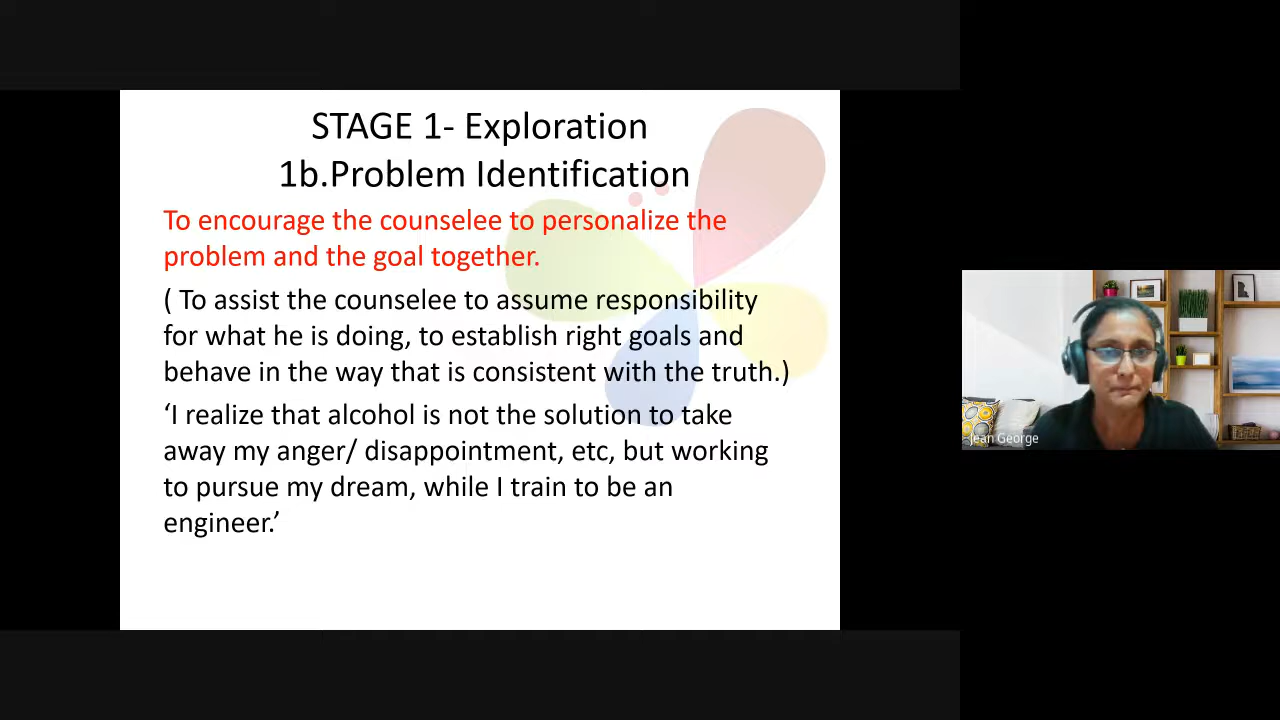 STAGE 1- Exploration
1b.Problem Identification
To encourage the counselee to personalize the
problem and the goal together.
( To assist the counselee to assume responsibility
for what he is doing, to establish right goals and
behave in the way that is consistent with the truth.)
‘I realize that alcohol is not the solution to take
away my anger/ disappointment, etc, but working
to pursue my dream, while I train to be an
engineer.’
Jean George